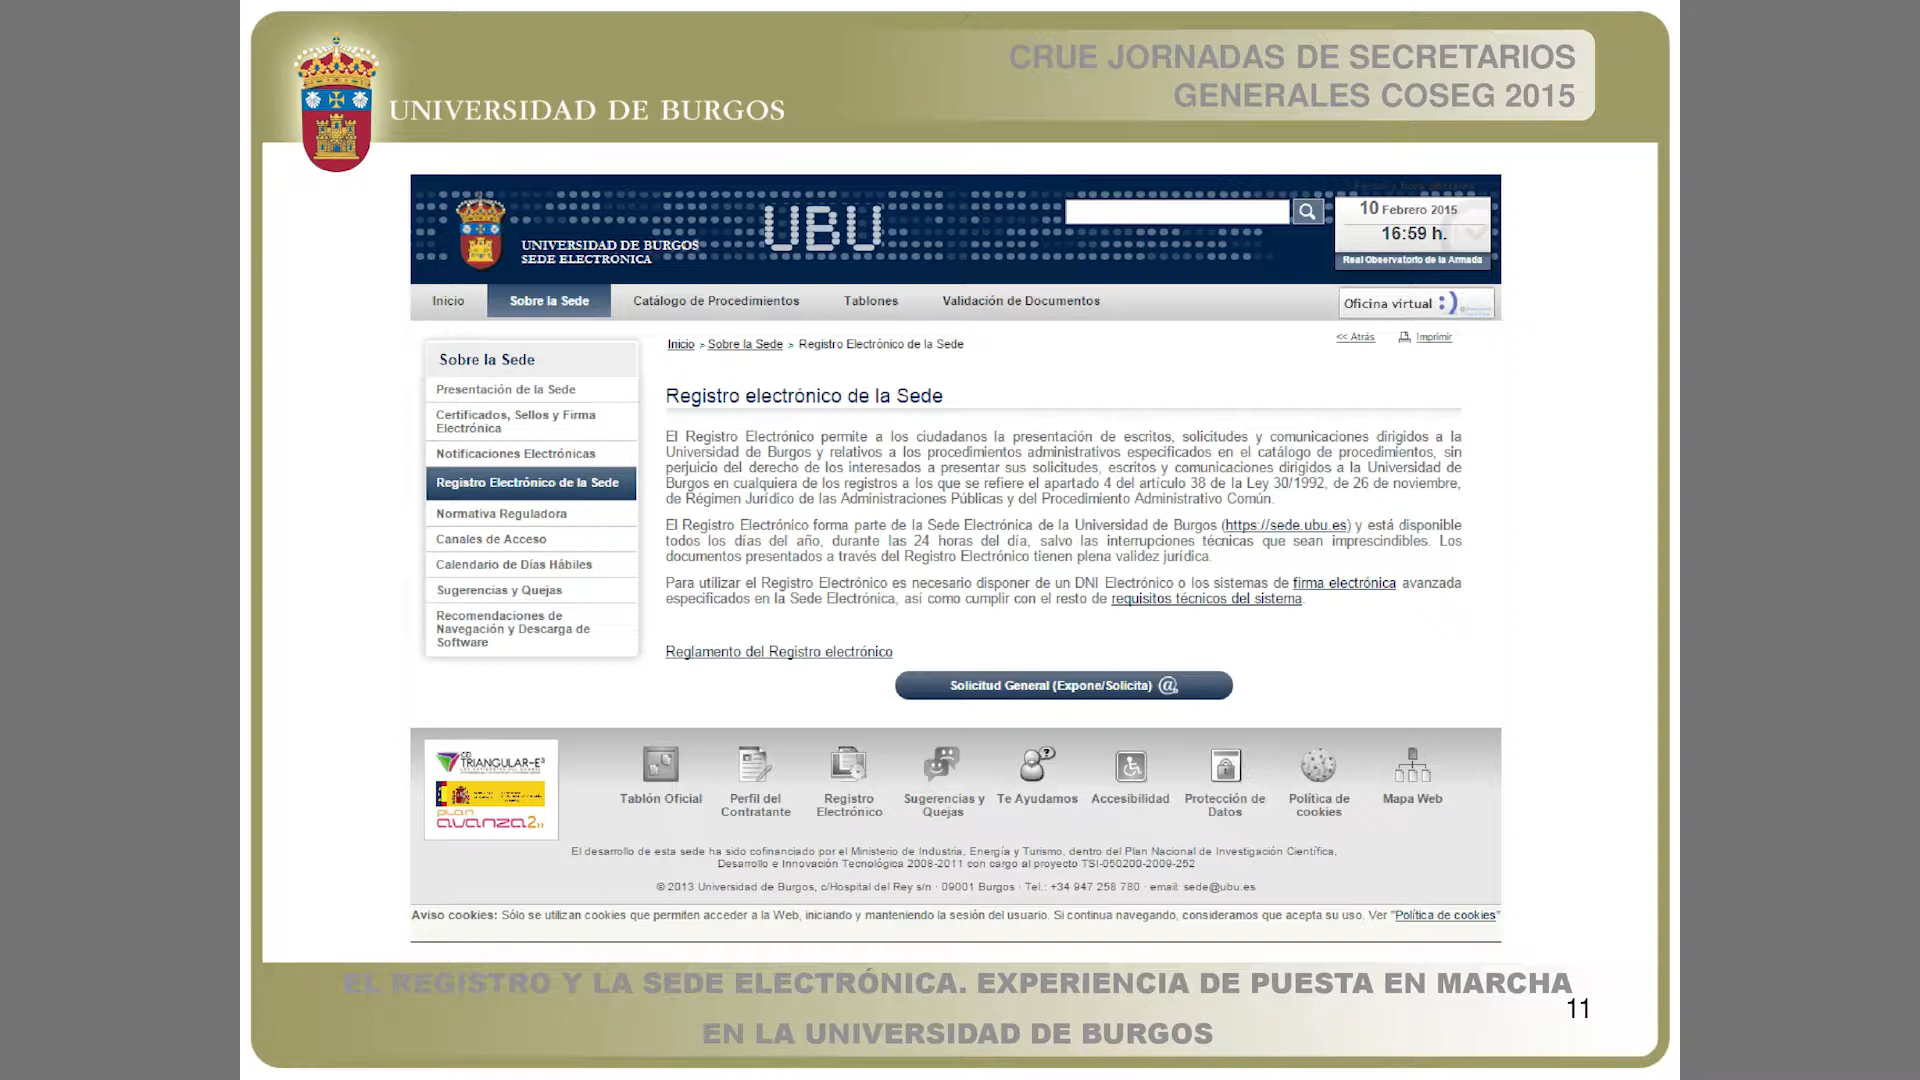 CRUE JORNADAS DE SECRETARIOS
GENERALES COSEG 2015
UNIVERSIDAD DE BURGOS
UBU
UNIVERSIDAD DE BURGOS
SEDE ELECTRÓNICA
10 Febrero 2015
16:59 h.
Real Observatorio de la Armada
Inicio
Sobre la Sede
Catálogo de Procedimientos
Tablones
Validación de Documentos
Oficina virtual :)
Inicio > Sobre la Sede > Registro Electrónico de la Sede
<< Atrás
Imprimir
Sobre la Sede
Presentación de la Sede
Certificados, Sellos y Firma
Electrónica
Notificaciones Electrónicas
Registro Electrónico de la Sede
Normativa Reguladora
Canales de Acceso
Calendario de Días Hábiles
Sugerencias y Quejas
Recomendaciones de
Navegación y Descarga de
Software
Registro electrónico de la Sede
El Registro Electrónico permite a los ciudadanos la presentación de escritos, solicitudes y comunicaciones dirigidos a la
Universidad de Burgos y relativos a los procedimientos administrativos especificados en el catálogo de procedimientos, sin
perjuicio del derecho de los interesados a presentar sus solicitudes, escritos y comunicaciones dirigidos a la Universidad de
Burgos en cualquiera de los registros a los que se refiere el apartado 4 del artículo 38 de la Ley 30/1992, de 26 de noviembre,
de Régimen Jurídico de las Administraciones Públicas y del Procedimiento Administrativo Común.
El Registro Electrónico forma parte de la Sede Electrónica de la Universidad de Burgos (https://sede.ubu.es) y está disponible
todos los días del año, durante las 24 horas del día, salvo las interrupciones técnicas que sean imprescindibles. Los
documentos presentados a través del Registro Electrónico tienen plena validez jurídica.
Para utilizar el Registro Electrónico es necesario disponer de un DNI Electrónico o los sistemas de firma electrónica avanzada
especificados en la Sede Electrónica, así como cumplir con el resto de requisitos técnicos del sistema.
Reglamento del Registro electrónico
Solicitud General (Expone/Solicita) @
CEI
TRIANGULAR-E³
PLAN
avanza2
Tablón Oficial
Perfil del
Contratante
Registro
Electrónico
Sugerencias y
Quejas
Te Ayudamos
Accesibilidad
Protección de
Datos
Política de
cookies
Mapa Web
El desarrollo de esta sede ha sido cofinanciado por el Ministerio de Industria, Energía y Turismo, dentro del Plan Nacional de Investigación Científica,
Desarrollo e Innovación Tecnológica 2008-2011 con cargo al proyecto TSI-050200-2009-252
© 2013 Universidad de Burgos, c/Hospital del Rey s/n · 09001 Burgos · Tel.: +34 947 258 780 · email: sede@ubu.es
Aviso cookies: Sólo se utilizan cookies que permiten acceder a la Web, iniciando y manteniendo la sesión del usuario. Si continua navegando, consideramos que acepta su uso. Ver "Política de cookies"
EL REGISTRO Y LA SEDE ELECTRÓNICA. EXPERIENCIA DE PUESTA EN MARCHA
EN LA UNIVERSIDAD DE BURGOS
11